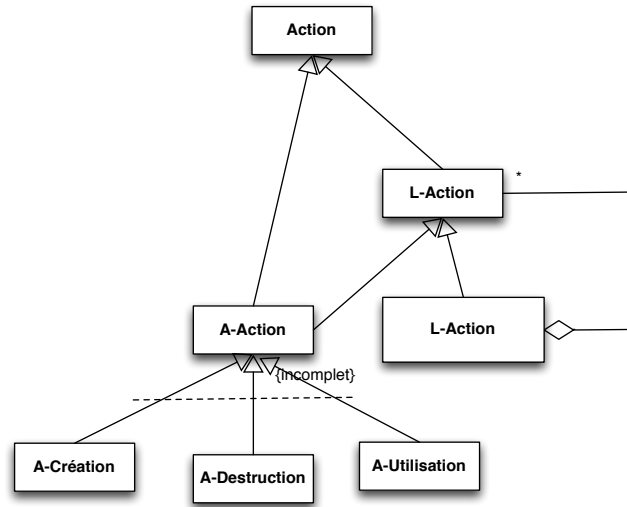 Action
L-Action
*
A-Action
L-Action
{incomplet}
A-Création
A-Destruction
A-Utilisation